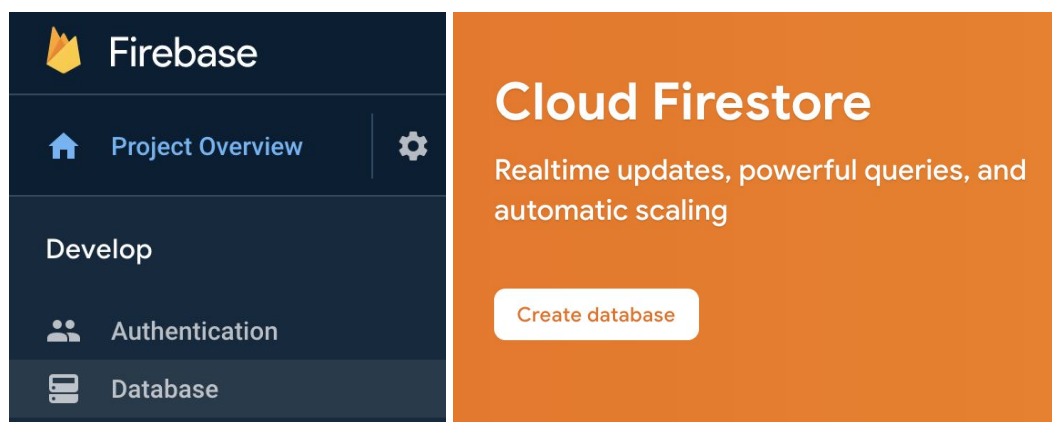 Firebase
Project Overview
Develop
Authentication
Database
Cloud Firestore
Realtime updates, powerful queries, and
automatic scaling
Create database